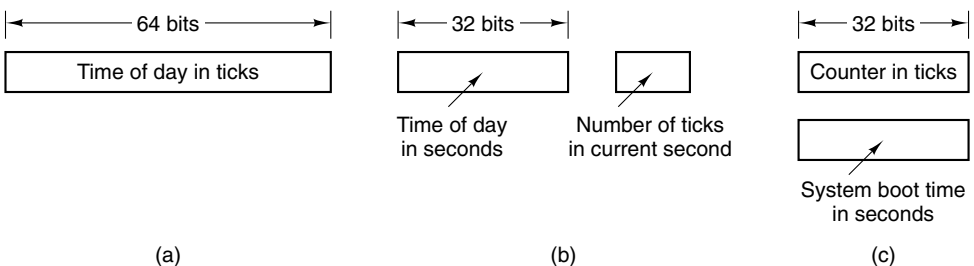 64 bits
Time of day in ticks
(a)
32 bits
Time of day
in seconds
Number of ticks
in current second
(b)
32 bits
Counter in ticks
System boot time
in seconds
(c)